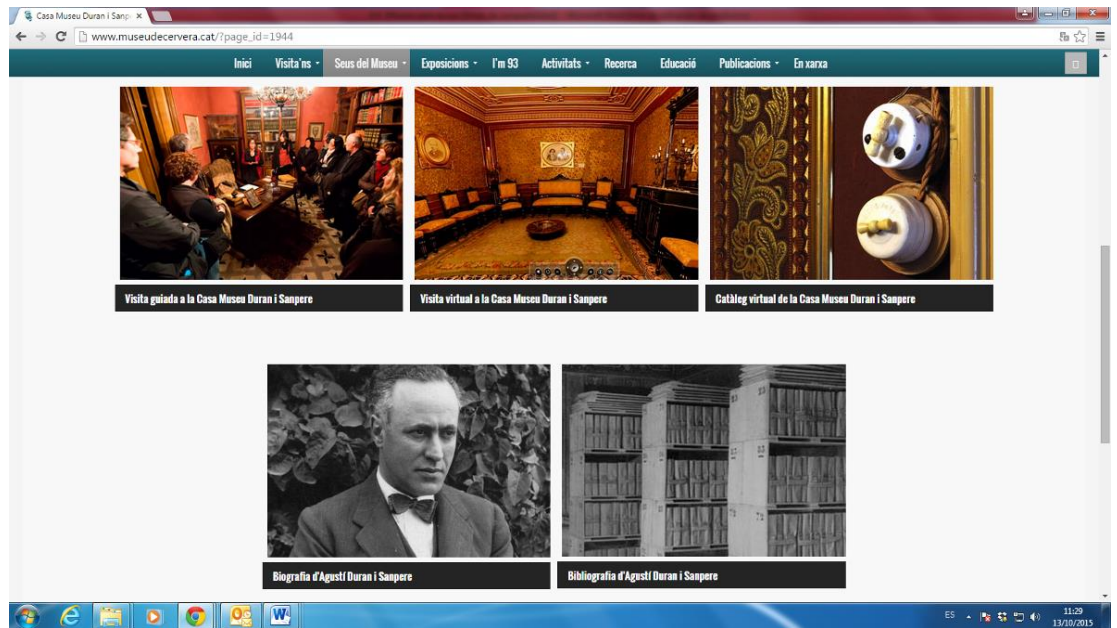 Casa Museu Duran i Sanp
www.museudecervera.cat/?page_id=1944
Inici Visita'ns Seus del Museu Exposicions I'm 93 Activitats Recerca Educació Publicacions En xarxa
Visita guiada a la Casa Museu Duran i Sanpere
Visita virtual a la Casa Museu Duran i Sanpere
Catàleg virtual de la Casa Museu Duran i Sanpere
Biografia d'Agustí Duran i Sanpere
Bibliografia d'Agustí Duran i Sanpere
ES
11:29
13/10/2015